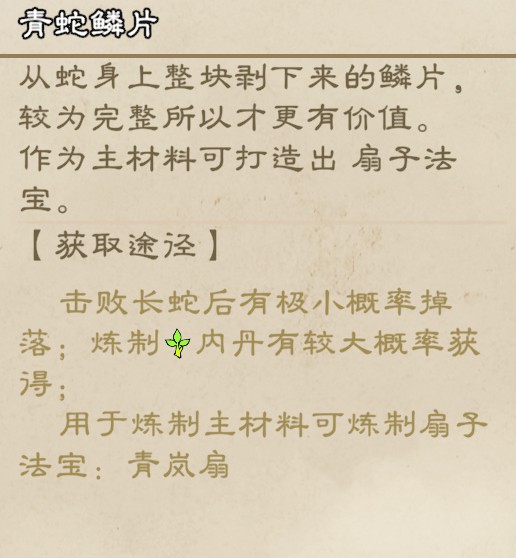 青蛇鳞片
从蛇身上整块剥下来的鳞片，
较为完整所以才更有价值。
作为主材料可打造出 扇子法
宝。
【获取途径】
击败长蛇后有极小概率掉
落；炼制内丹有较大概率获
得；
用于炼制主材料可炼制扇子
法宝：青岚扇